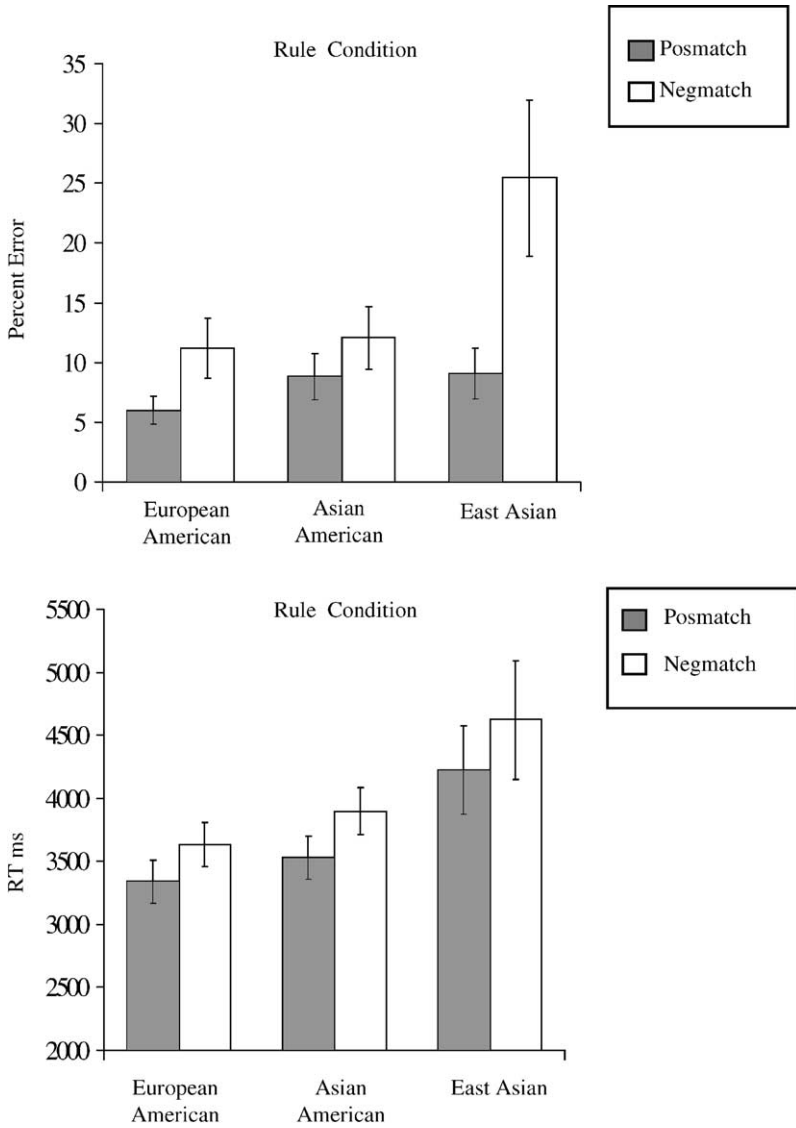 Rule Condition
Posmatch
Negmatch
35
30
25
20
15
10
5
0
Percent Error
European
American
Asian
American
East Asian
Rule Condition
Posmatch
Negmatch
5500
5000
4500
4000
3500
3000
2500
2000
RT ms
European
American
Asian
American
East Asian